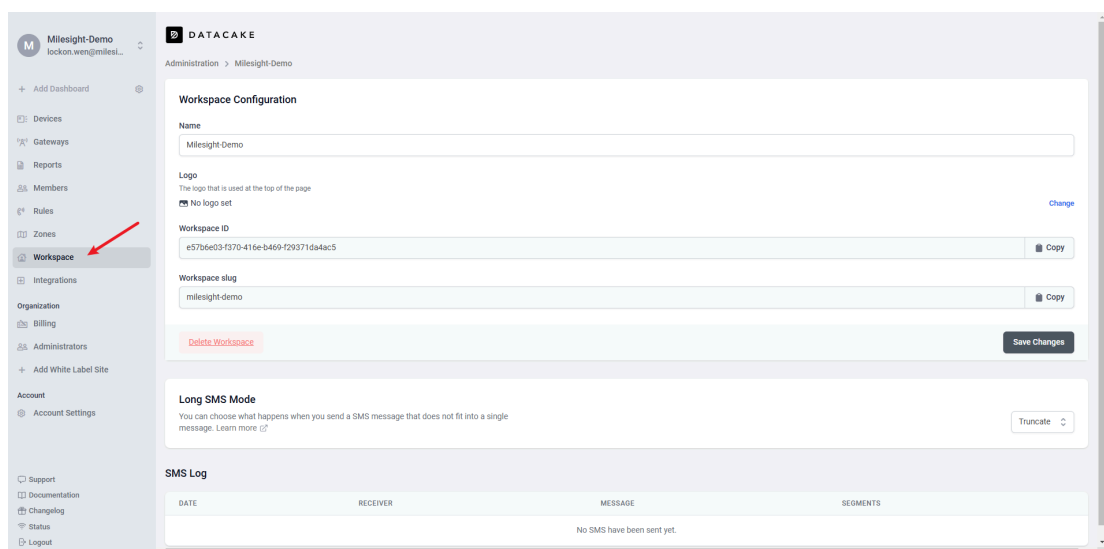 M
Milesight-Demo
lockon.wen@milesi...
+ Add Dashboard
Devices
Gateways
Reports
Members
Rules
Zones
Workspace
Integrations
Organization
Billing
Administrators
+ Add White Label Site
Account
Account Settings
Support
Documentation
Changelog
Status
Logout
DATACAKE
Administration > Milesight-Demo
Workspace Configuration
Name
Milesight-Demo
Logo
The logo that is used at the top of the page
No logo set
Change
Workspace ID
e57b6e03-f370-416e-b469-f29371da4ac5
Copy
Workspace slug
milesight-demo
Copy
Delete Workspace
Save Changes
Long SMS Mode
You can choose what happens when you send a SMS message that does not fit into a single
message. Learn more
Truncate
SMS Log
DATE RECEIVER MESSAGE SEGMENTS
No SMS have been sent yet.